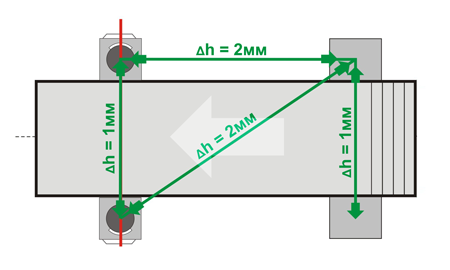 Δh = 2мм
Δh = 1мм
Δh = 2мм
Δh = 1мм